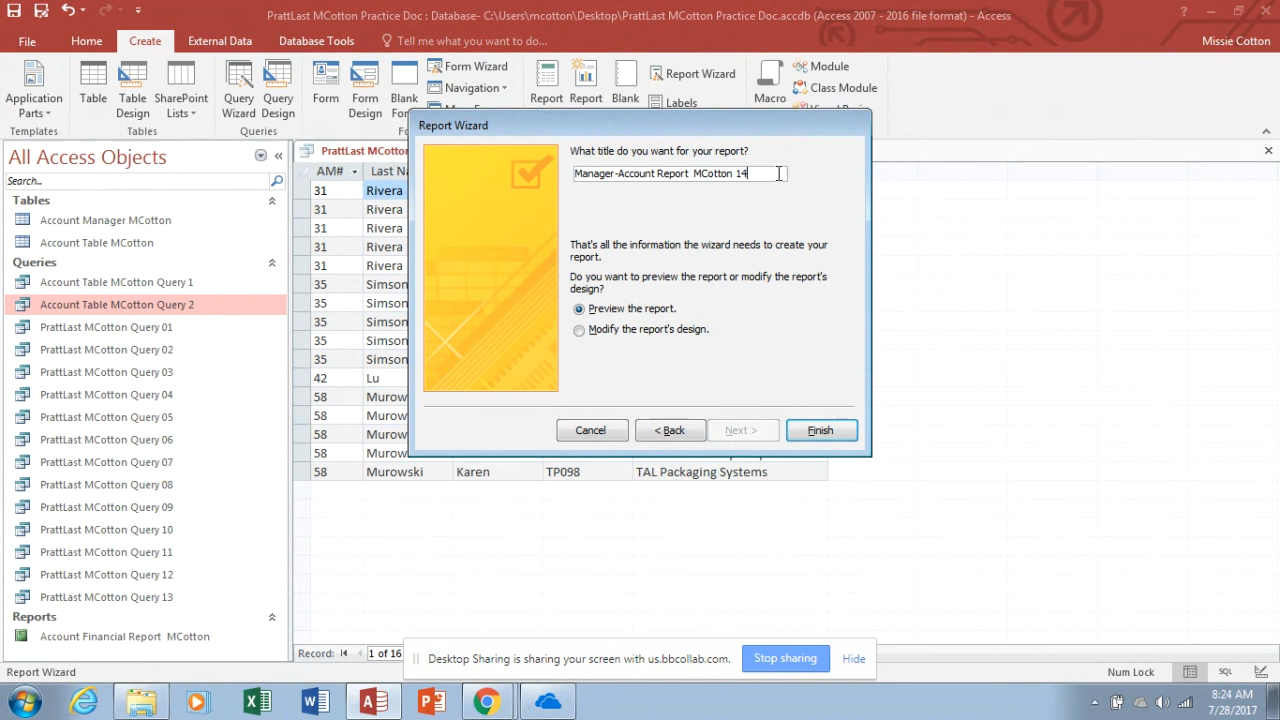 PrattLast MCotton Practice Doc : Database- C:\Users\mcotton\Desktop\PrattLast MCotton Practice Doc.accdb (Access 2007 - 2016 file format) - Access
File Home Create External Data Database Tools Tell me what you want to do... Missie Cotton
Application Parts
Table
Table Design
SharePoint Lists
Query Wizard
Query Design
Form
Form Design
Blank
Form Wizard
Navigation
Report
Report
Blank
Report Wizard
Labels
Macro
Module
Class Module
Templates Tables Queries
All Access Objects
Search...
Tables
Account Manager MCotton
Account Table MCotton
Queries
Account Table MCotton Query 1
Account Table MCotton Query 2
PrattLast MCotton Query 01
PrattLast MCotton Query 02
PrattLast MCotton Query 03
PrattLast MCotton Query 04
PrattLast MCotton Query 05
PrattLast MCotton Query 06
PrattLast MCotton Query 07
PrattLast MCotton Query 08
PrattLast MCotton Query 09
PrattLast MCotton Query 10
PrattLast MCotton Query 11
PrattLast MCotton Query 12
PrattLast MCotton Query 13
Reports
Account Financial Report MCotton
PrattLast MCotto
AM# Last Na
31 Rivera
31 Rivera
31 Rivera
31 Rivera
31 Rivera
35 Simson
35 Simson
35 Simson
35 Simson
35 Simson
42 Lu
58 Murows
58 Murows
58 Murows
58 Murows
58 Murowski Karen TP098 TAL Packaging Systems
Report Wizard
What title do you want for your report?
Manager-Account Report  MCotton 14
That's all the information the wizard needs to create your
report.
Do you want to preview the report or modify the report's
design?
Preview the report.
Modify the report's design.
Cancel < Back Next > Finish
Record: 1 of 16
Desktop Sharing is sharing your screen with us.bbcollab.com. Stop sharing Hide
Report Wizard Num Lock SQL
8:24 AM
7/28/2017